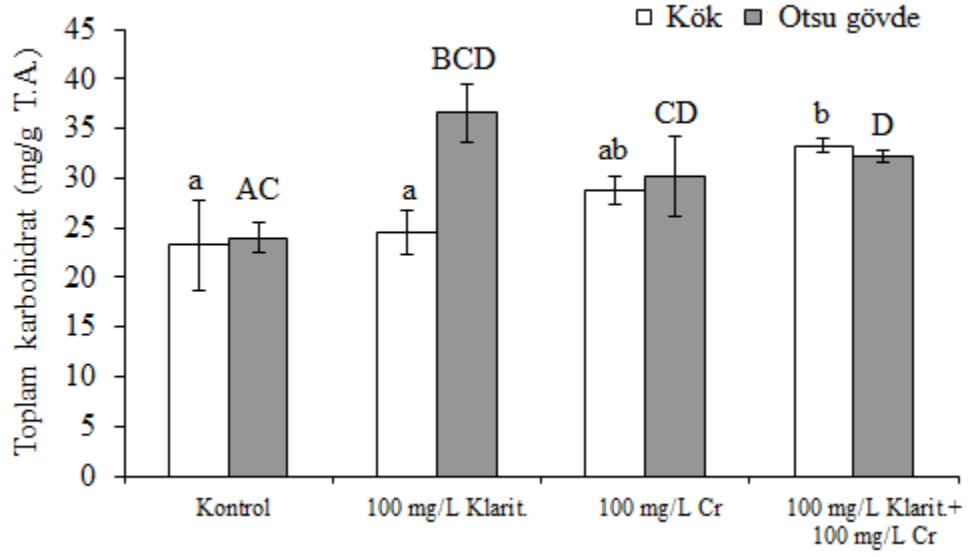 Kök Otsu gövde
Toplam karbohidrat (mg/g T.A.)
45
40
35
30
25
20
15
10
5
0
a
AC
a
BCD
ab
CD
b
D
Kontrol
100 mg/L Klarit.
100 mg/L Cr
100 mg/L Klarit.+
100 mg/L Cr